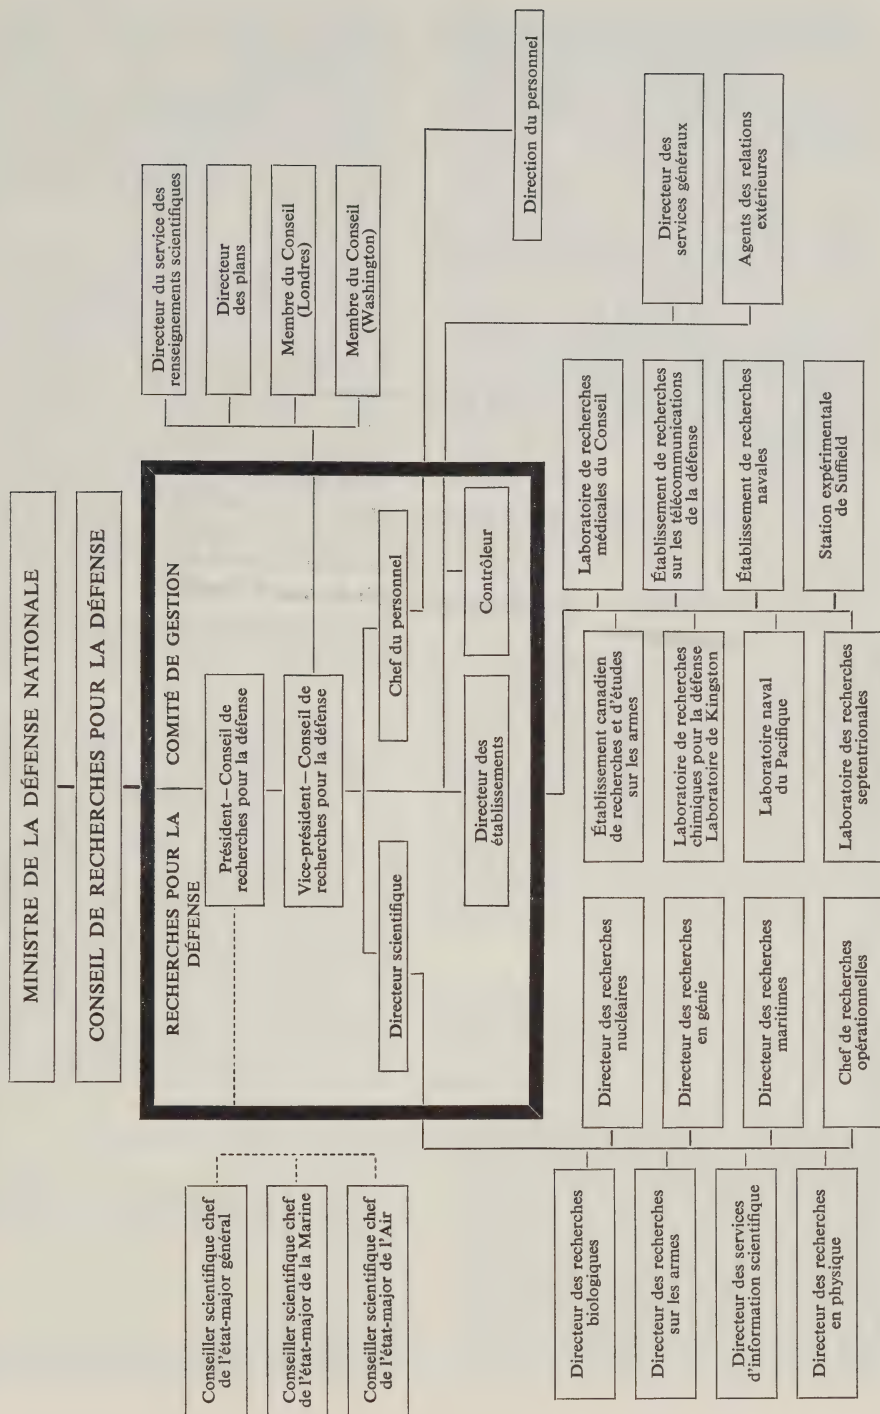 MINISTRE DE LA DÉFENSE NATIONALE
CONSEIL DE RECHERCHES POUR LA DÉFENSE
RECHERCHES POUR LA
DÉFENSE
COMITÉ DE GESTION
Président—Conseil de
recherches pour la défense
Vice-président—Conseil de
recherches pour la défense
Directeur scientifique
Chef du personnel
Directeur des
établissements
Contrôleur
Conseiller scientifique chef
de l'état-major général
Conseiller scientifique chef
de l'état-major de la Marine
Conseiller scientifique chef
de l'état-major de l'Air
Directeur du service des
renseignements scientifiques
Directeur
des plans
Membre du Conseil
(Londres)
Membre du Conseil
(Washington)
Directeur des recherches
biologiques
Directeur des recherches
sur les armes
Directeur des services
d'information scientifique
Directeur des recherches
en physique
Directeur des recherches
nucléaires
Directeur des recherches
en génie
Directeur des recherches
maritimes
Chef de recherches
opérationnelles
Établissement canadien
de recherches et d'études
sur les armes
Laboratoire de recherches
chimiques pour la défense
Laboratoire de Kingston
Laboratoire naval
du Pacifique
Laboratoire des recherches
septentrionales
Laboratoire de recherches
médicales du Conseil
Établissement de recherches
sur les télécommunications
de la défense
Établissement de recherches
navales
Station expérimentale
de Suffield
Direction du personnel
Directeur des
services généraux
Agents des relations
extérieures